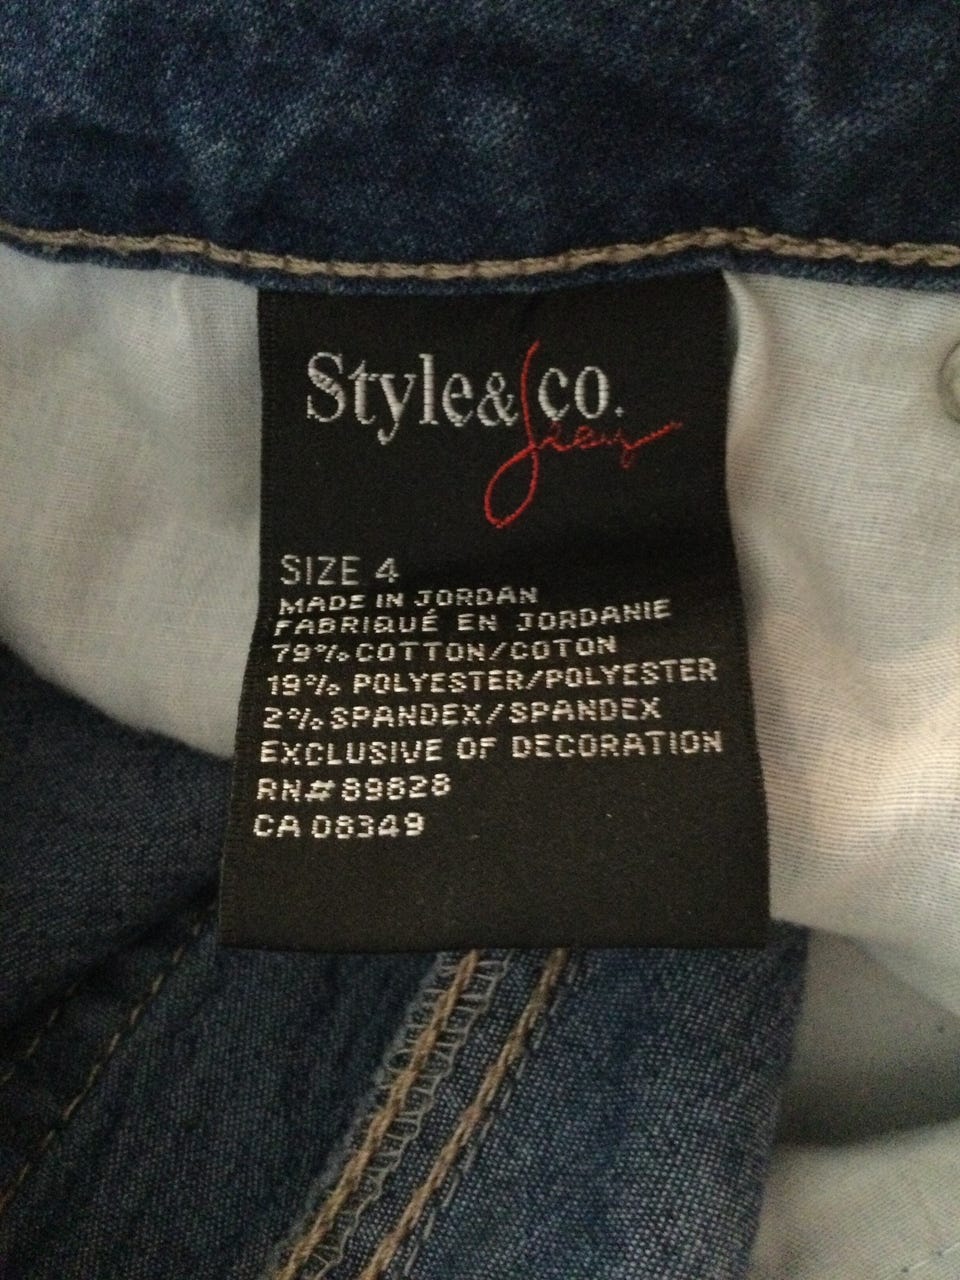 Style&co.
SIZE 4
MADE IN JORDAN
FABRIQUÉ EN JORDANIE
79% COTTON/COTON
19% POLYESTER/POLYESTER
2% SPANDEX/SPANDEX
EXCLUSIVE OF DECORATION
RN# 89828
CA 08349